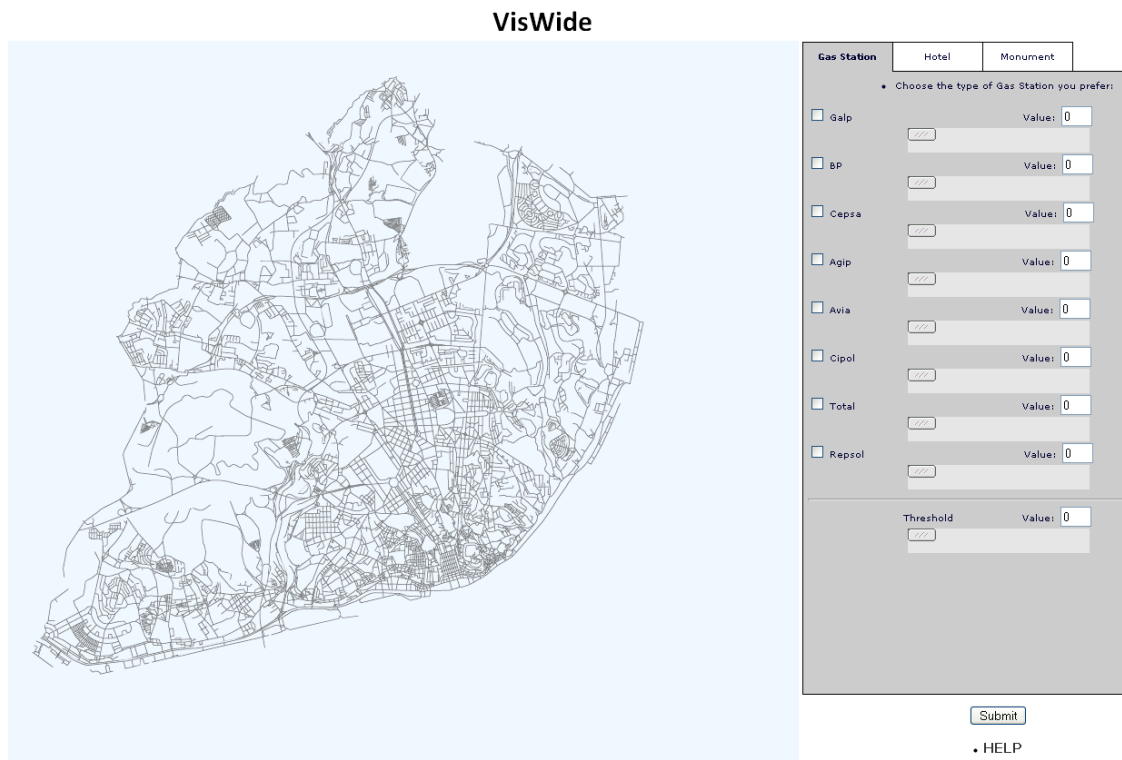 VisWide
Gas Station Hotel Monument
• Choose the type of Gas Station you prefer:
Galp Value: 0
BP Value: 0
Cepsa Value: 0
Agip Value: 0
Avia Value: 0
Cipol Value: 0
Total Value: 0
Repsol Value: 0
Threshold Value: 0
Submit
• HELP